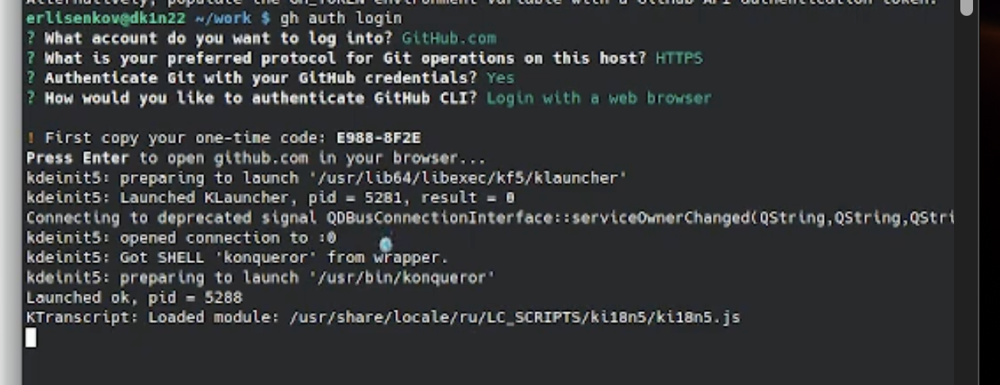 Alternatively, populate the GH_TOKEN environment variable with a GitHub API authentication token.
erlisenkov@dk1n22 ~/work $ gh auth login
? What account do you want to log into? GitHub.com
? What is your preferred protocol for Git operations on this host? HTTPS
? Authenticate Git with your GitHub credentials? Yes
? How would you like to authenticate GitHub CLI? Login with a web browser
! First copy your one-time code: E988-8F2E
Press Enter to open github.com in your browser...
kdeinit5: preparing to launch '/usr/lib64/libexec/kf5/klauncher'
kdeinit5: Launched KLauncher, pid = 5281, result = 0
Connecting to deprecated signal QDBusConnectionInterface::serviceOwnerChanged(QString,QString,QStri
kdeinit5: opened connection to :0
kdeinit5: Got SHELL 'konqueror' from wrapper.
kdeinit5: preparing to launch '/usr/bin/konqueror'
Launched ok, pid = 5288
KTranscript: Loaded module: /usr/share/locale/ru/LC_SCRIPTS/ki18n5/ki18n5.js